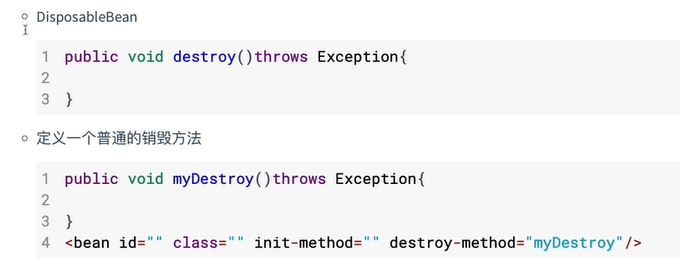 DisposableBean
1 public void destroy()throws Exception{
2
3 }
定义一个普通的销毁方法
1 public void myDestroy()throws Exception{
2
3 }
4 <bean id="" class="" init-method="" destroy-method="myDestroy"/>